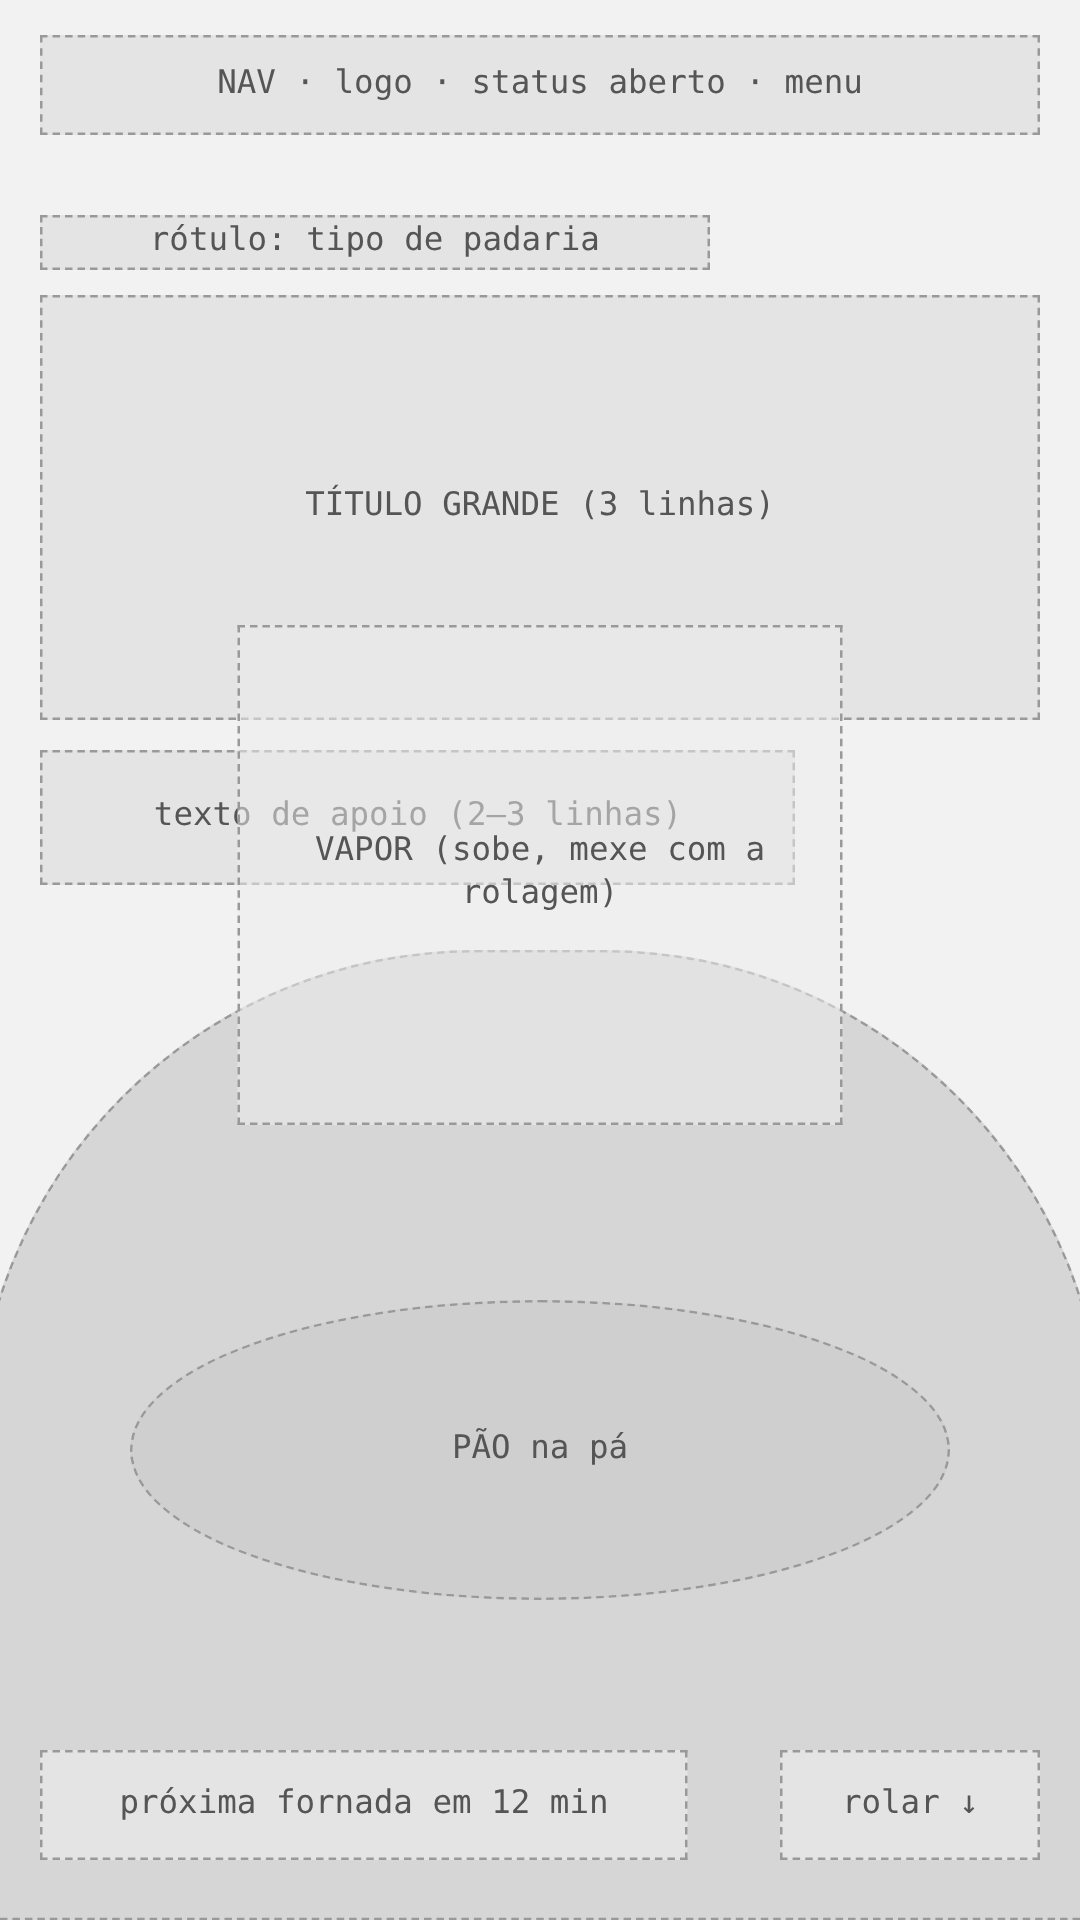 NAV · logo · status aberto · menu
rótulo: tipo de padaria
TÍTULO GRANDE (3 linhas)
texto de apoio (2–3 linhas)
VAPOR (sobe, mexe com a
rolagem)
PÃO na pá
próxima fornada em 12 min
rolar ↓